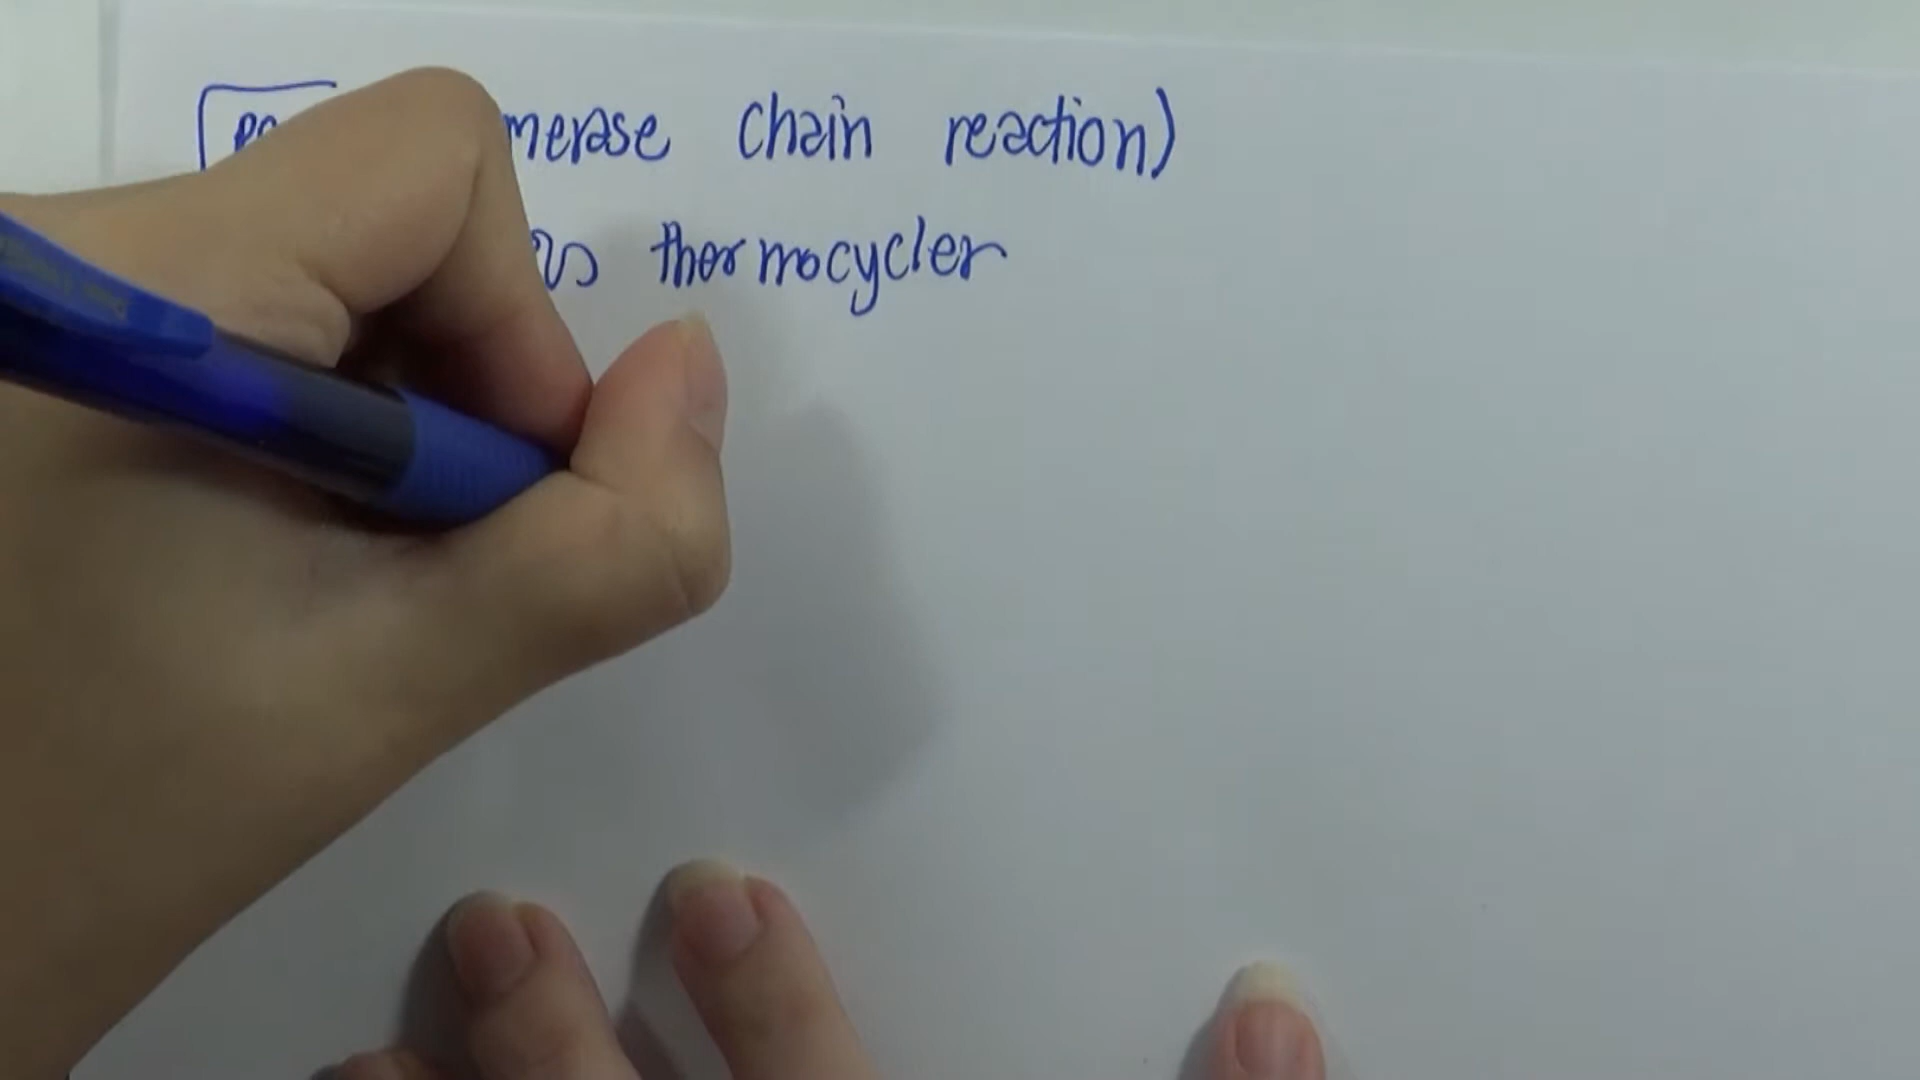 merase chain reaction)
thermocycler